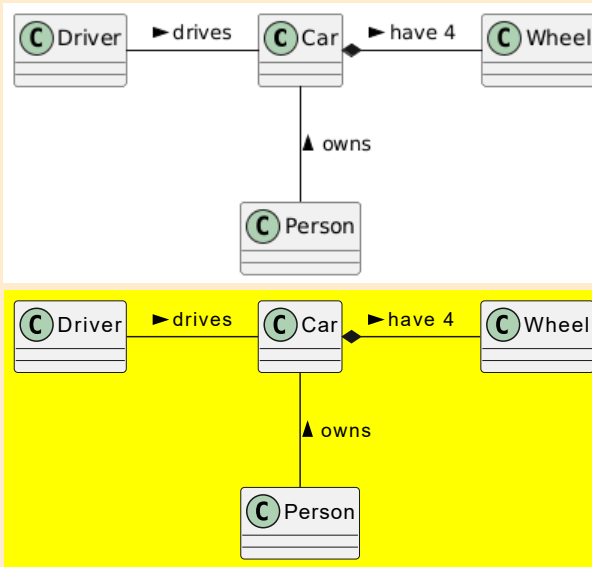 C Driver ► drives C Car ► have 4 C Wheel
▲ owns
C Person
C Driver ► drives C Car ► have 4 C Wheel
▲ owns
C Person